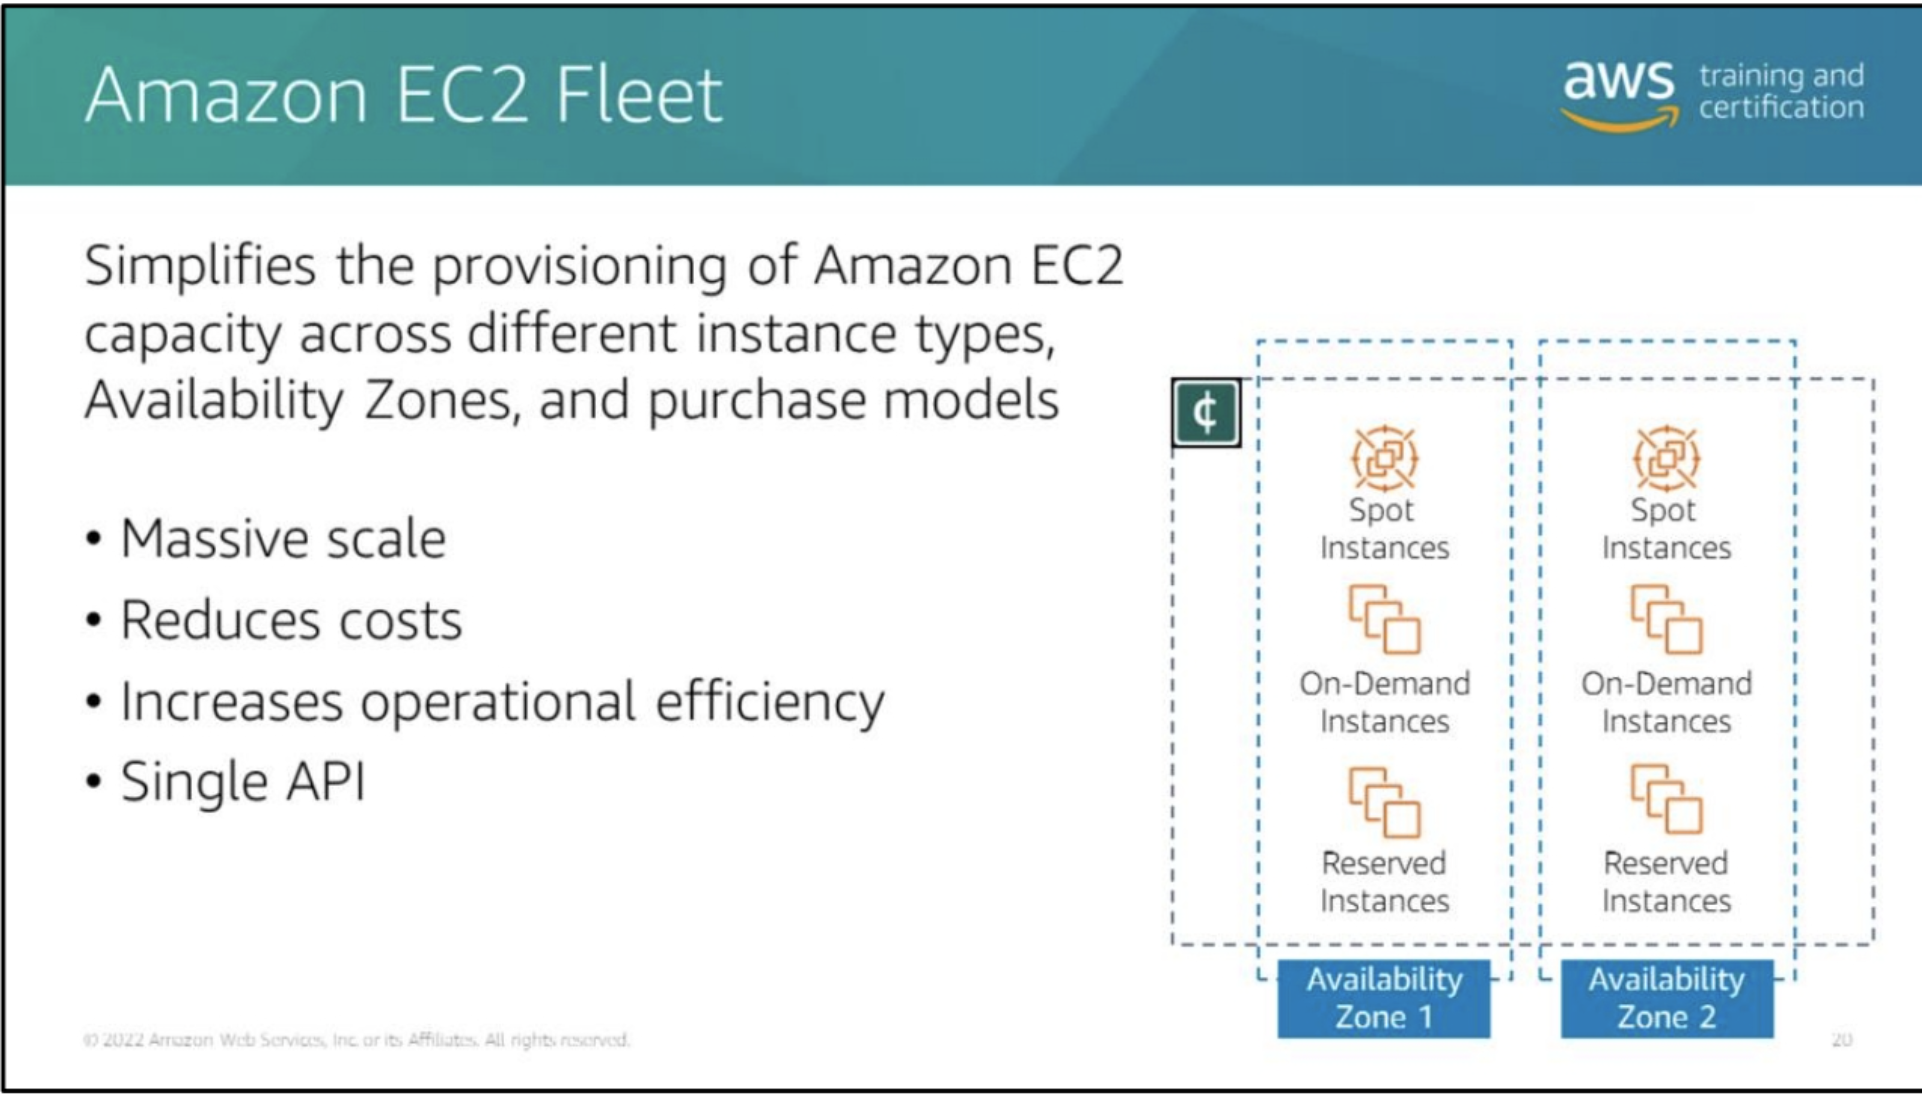 Amazon EC2 Fleet
aws training and
certification
Simplifies the provisioning of Amazon EC2
capacity across different instance types,
Availability Zones, and purchase models
• Massive scale
• Reduces costs
• Increases operational efficiency
• Single API
¢
Spot
Instances
On-Demand
Instances
Reserved
Instances
Availability
Zone 1
Spot
Instances
On-Demand
Instances
Reserved
Instances
Availability
Zone 2
© 2022 Amazon Web Services, Inc. or its Affiliates. All rights reserved.
20